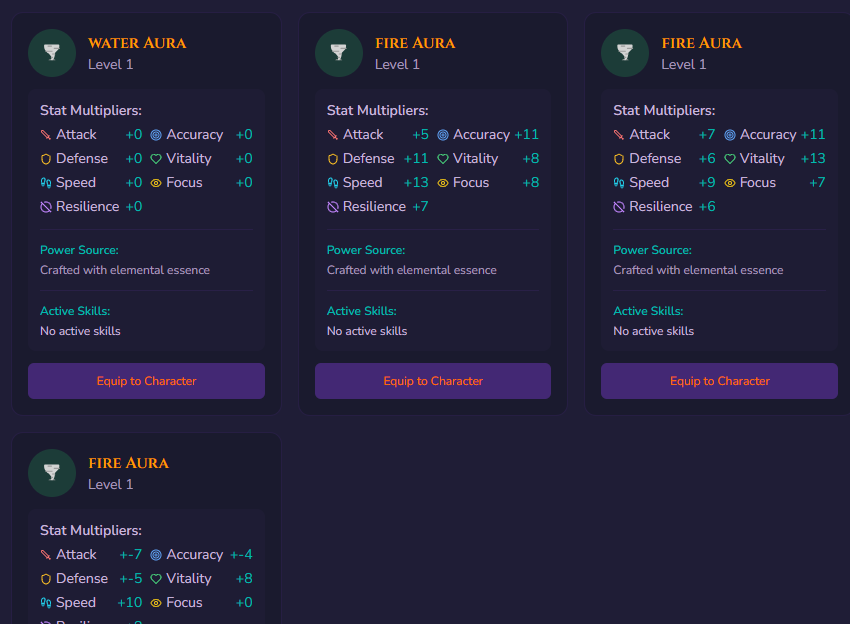 WATER AURA
Level 1
Stat Multipliers:
Attack +0 Accuracy +0
Defense +0 Vitality +0
Speed +0 Focus +0
Resilience +0
Power Source:
Crafted with elemental essence
Active Skills:
No active skills
Equip to Character
FIRE AURA
Level 1
Stat Multipliers:
Attack +5 Accuracy +11
Defense +11 Vitality +8
Speed +13 Focus +8
Resilience +7
Power Source:
Crafted with elemental essence
Active Skills:
No active skills
Equip to Character
FIRE AURA
Level 1
Stat Multipliers:
Attack +7 Accuracy +11
Defense +6 Vitality +13
Speed +9 Focus +7
Resilience +6
Power Source:
Crafted with elemental essence
Active Skills:
No active skills
Equip to Character
FIRE AURA
Level 1
Stat Multipliers:
Attack +-7 Accuracy +-4
Defense +-5 Vitality +8
Speed +10 Focus +0